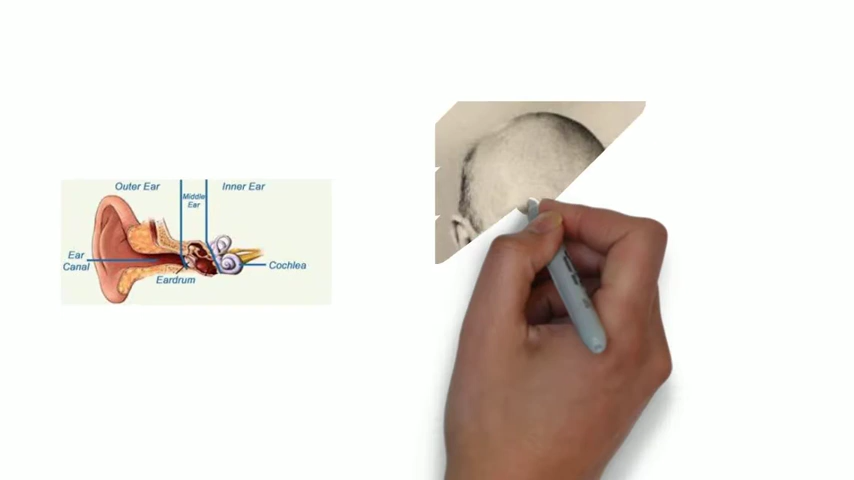 Outer Ear
Middle
Ear
Inner Ear
Ear
Canal
Eardrum
Cochlea